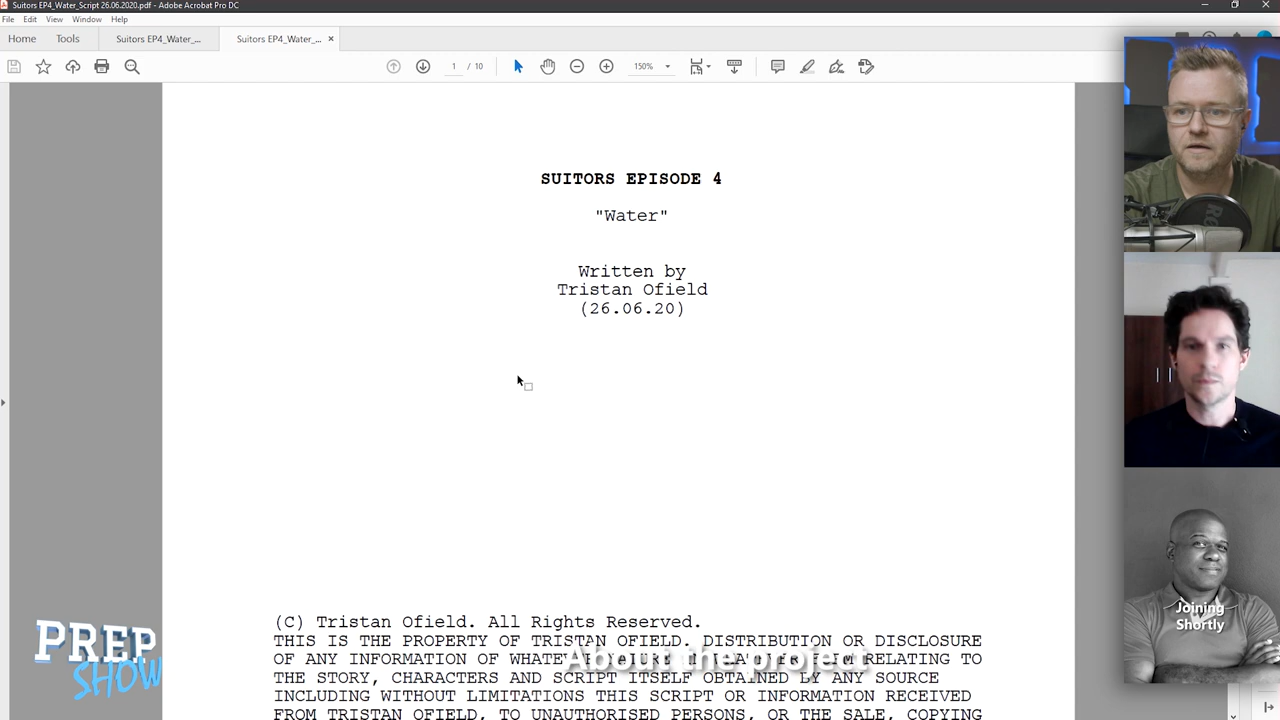 Suitors EP4_Water_Script 26.06.2020.pdf - Adobe Acrobat Pro DC
File Edit View Window Help
Home Tools Suitors EP4_Water_... Suitors EP4_Water_... ×
1 / 10 150%
SUITORS EPISODE 4
"Water"
Written by
Tristan Ofield
(26.06.20)
(C) Tristan Ofield. All Rights Reserved.
THIS IS THE PROPERTY OF TRISTAN OFIELD. DISTRIBUTION OR DISCLOSURE
OF ANY INFORMATION OF NATURE RELATING TO
THE STORY, CHARACTERS AND SCRIPT ITSELF OBTAINED BY ANY SOURCE
INCLUDING WITHOUT LIMITATIONS THIS SCRIPT OR INFORMATION RECEIVED
FROM TRISTAN OFIELD, TO UNAUTHORISED PERSONS, OR THE SALE, COPYING
About the project
PREP
SHOW
Joining
Shortly